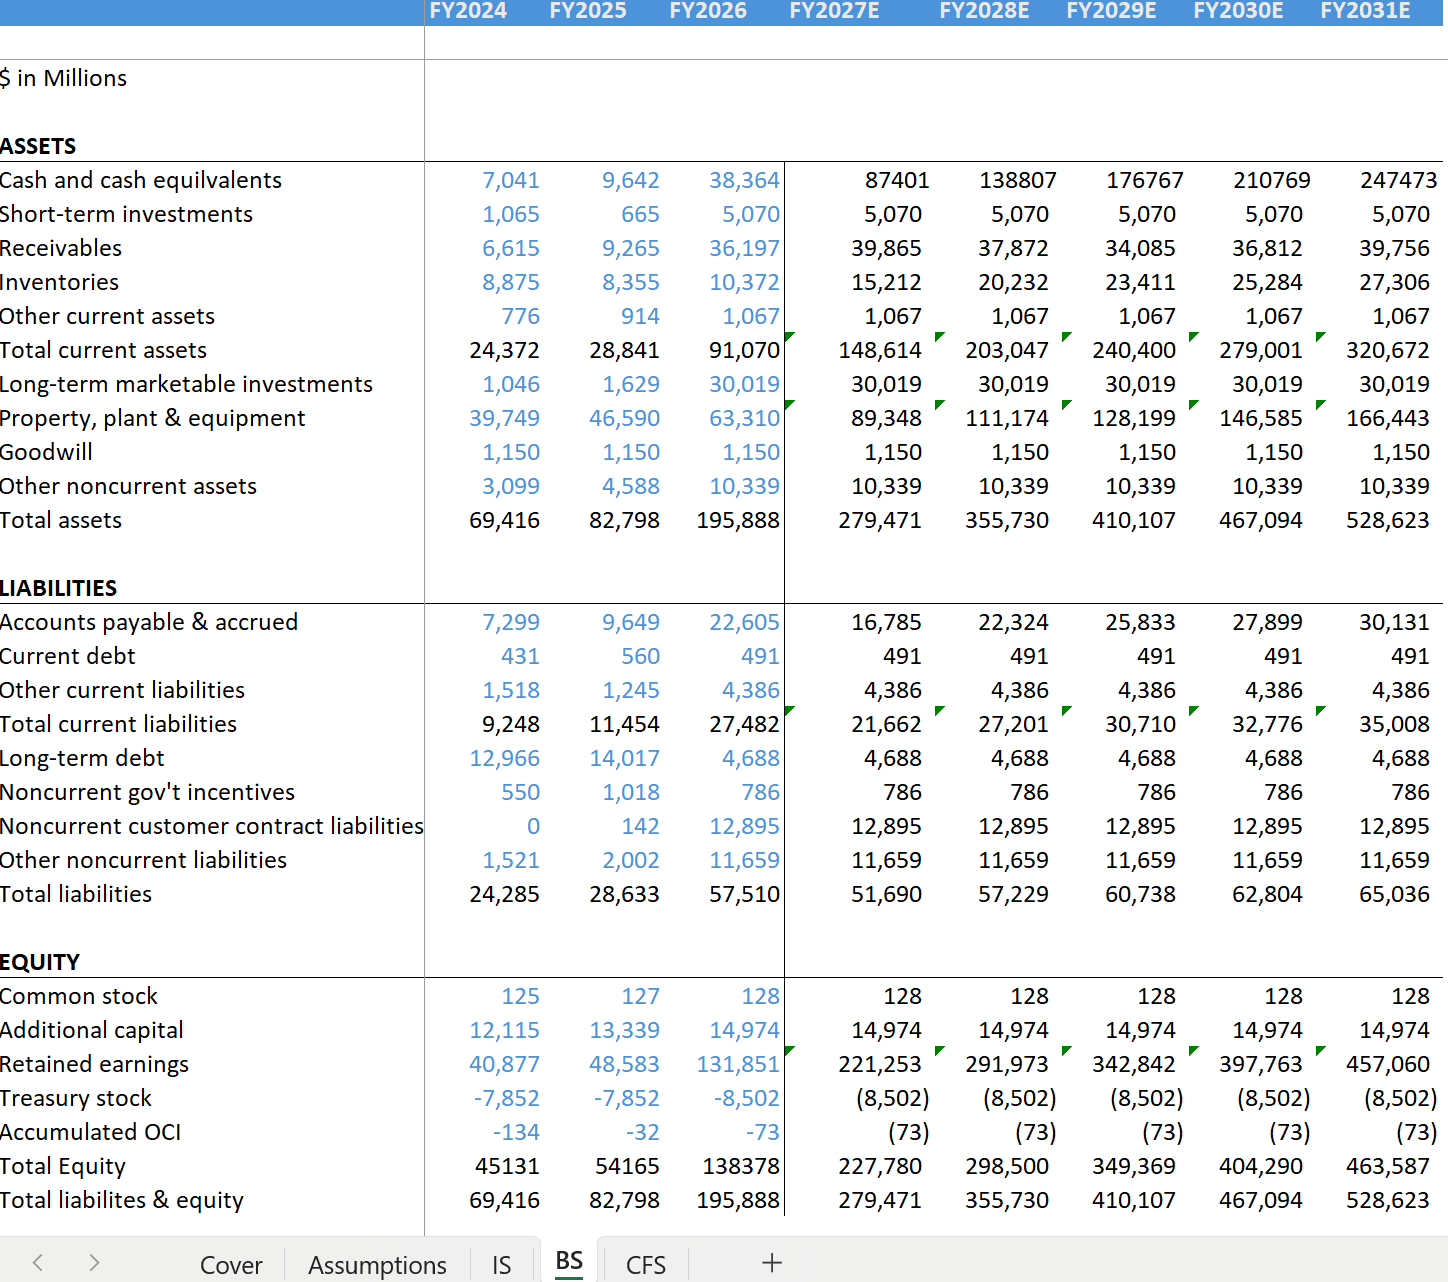 FY2024 FY2025 FY2026 FY2027E FY2028E FY2029E FY2030E FY2031E
$ in Millions
ASSETS
Cash and cash equilvalents 7,041 9,642 38,364 87401 138807 176767 210769 247473
Short-term investments 1,065 665 5,070 5,070 5,070 5,070 5,070 5,070
Receivables 6,615 9,265 36,197 39,865 37,872 34,085 36,812 39,756
Inventories 8,875 8,355 10,372 15,212 20,232 23,411 25,284 27,306
Other current assets 776 914 1,067 1,067 1,067 1,067 1,067 1,067
Total current assets 24,372 28,841 91,070 148,614 203,047 240,400 279,001 320,672
Long-term marketable investments 1,046 1,629 30,019 30,019 30,019 30,019 30,019 30,019
Property, plant & equipment 39,749 46,590 63,310 89,348 111,174 128,199 146,585 166,443
Goodwill 1,150 1,150 1,150 1,150 1,150 1,150 1,150 1,150
Other noncurrent assets 3,099 4,588 10,339 10,339 10,339 10,339 10,339 10,339
Total assets 69,416 82,798 195,888 279,471 355,730 410,107 467,094 528,623
LIABILITIES
Accounts payable & accrued 7,299 9,649 22,605 16,785 22,324 25,833 27,899 30,131
Current debt 431 560 491 491 491 491 491 491
Other current liabilities 1,518 1,245 4,386 4,386 4,386 4,386 4,386 4,386
Total current liabilities 9,248 11,454 27,482 21,662 27,201 30,710 32,776 35,008
Long-term debt 12,966 14,017 4,688 4,688 4,688 4,688 4,688 4,688
Noncurrent gov't incentives 550 1,018 786 786 786 786 786 786
Noncurrent customer contract liabilities 0 142 12,895 12,895 12,895 12,895 12,895 12,895
Other noncurrent liabilities 1,521 2,002 11,659 11,659 11,659 11,659 11,659 11,659
Total liabilities 24,285 28,633 57,510 51,690 57,229 60,738 62,804 65,036
EQUITY
Common stock 125 127 128 128 128 128 128 128
Additional capital 12,115 13,339 14,974 14,974 14,974 14,974 14,974 14,974
Retained earnings 40,877 48,583 131,851 221,253 291,973 342,842 397,763 457,060
Treasury stock -7,852 -7,852 -8,502 (8,502) (8,502) (8,502) (8,502) (8,502)
Accumulated OCI -134 -32 -73 (73) (73) (73) (73) (73)
Total Equity 45131 54165 138378 227,780 298,500 349,369 404,290 463,587
Total liabilites & equity 69,416 82,798 195,888 279,471 355,730 410,107 467,094 528,623
Cover Assumptions IS BS CFS +